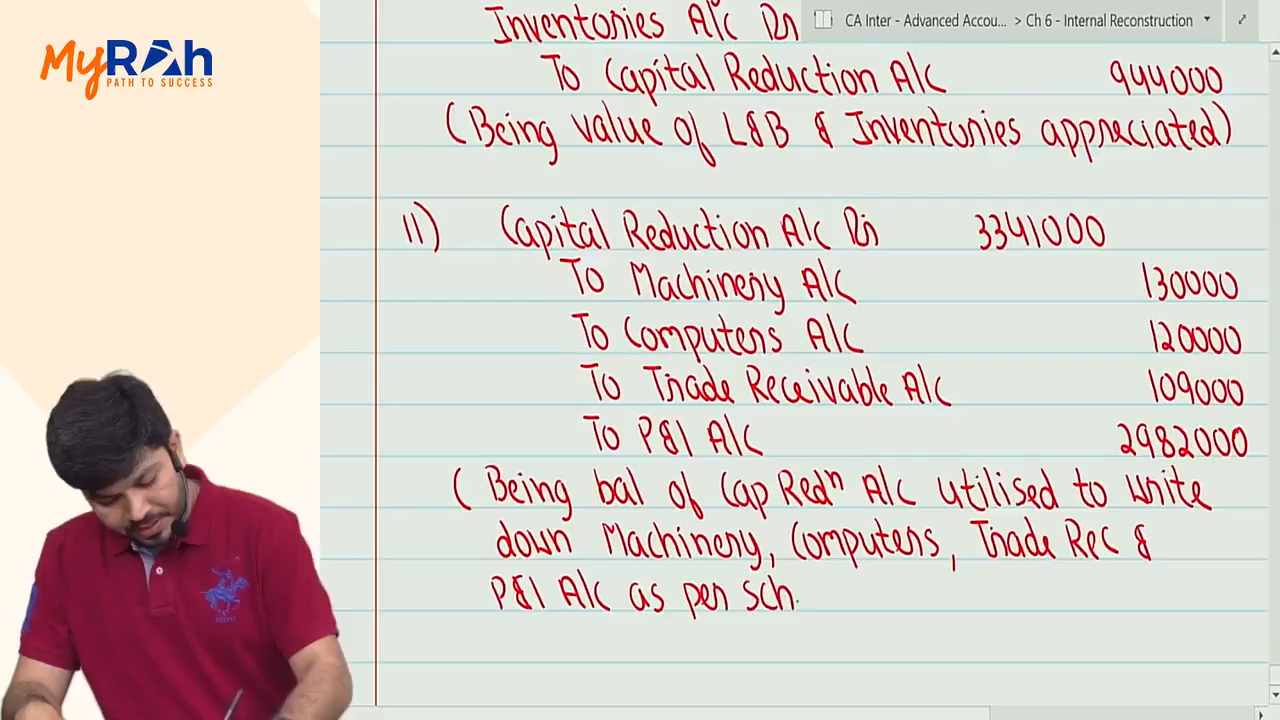 MyRAh
PATH TO SUCCESS
CA Inter - Advanced Accou... > Ch 6 - Internal Reconstruction
Inventories A/c Dr
To Capital Reduction A/c 944000
(Being value of L&B & Inventories appreciated)
11) Capital Reduction A/c Dr 3341000
To Machinery A/c 130000
To Computers A/c 120000
To Trade Receivable A/c 109000
To P&l A/c 2982000
(Being bal of Cap Redⁿ A/c utilised to write
down Machinery, Computers, Trade Rec &
P&l A/c as per sch.